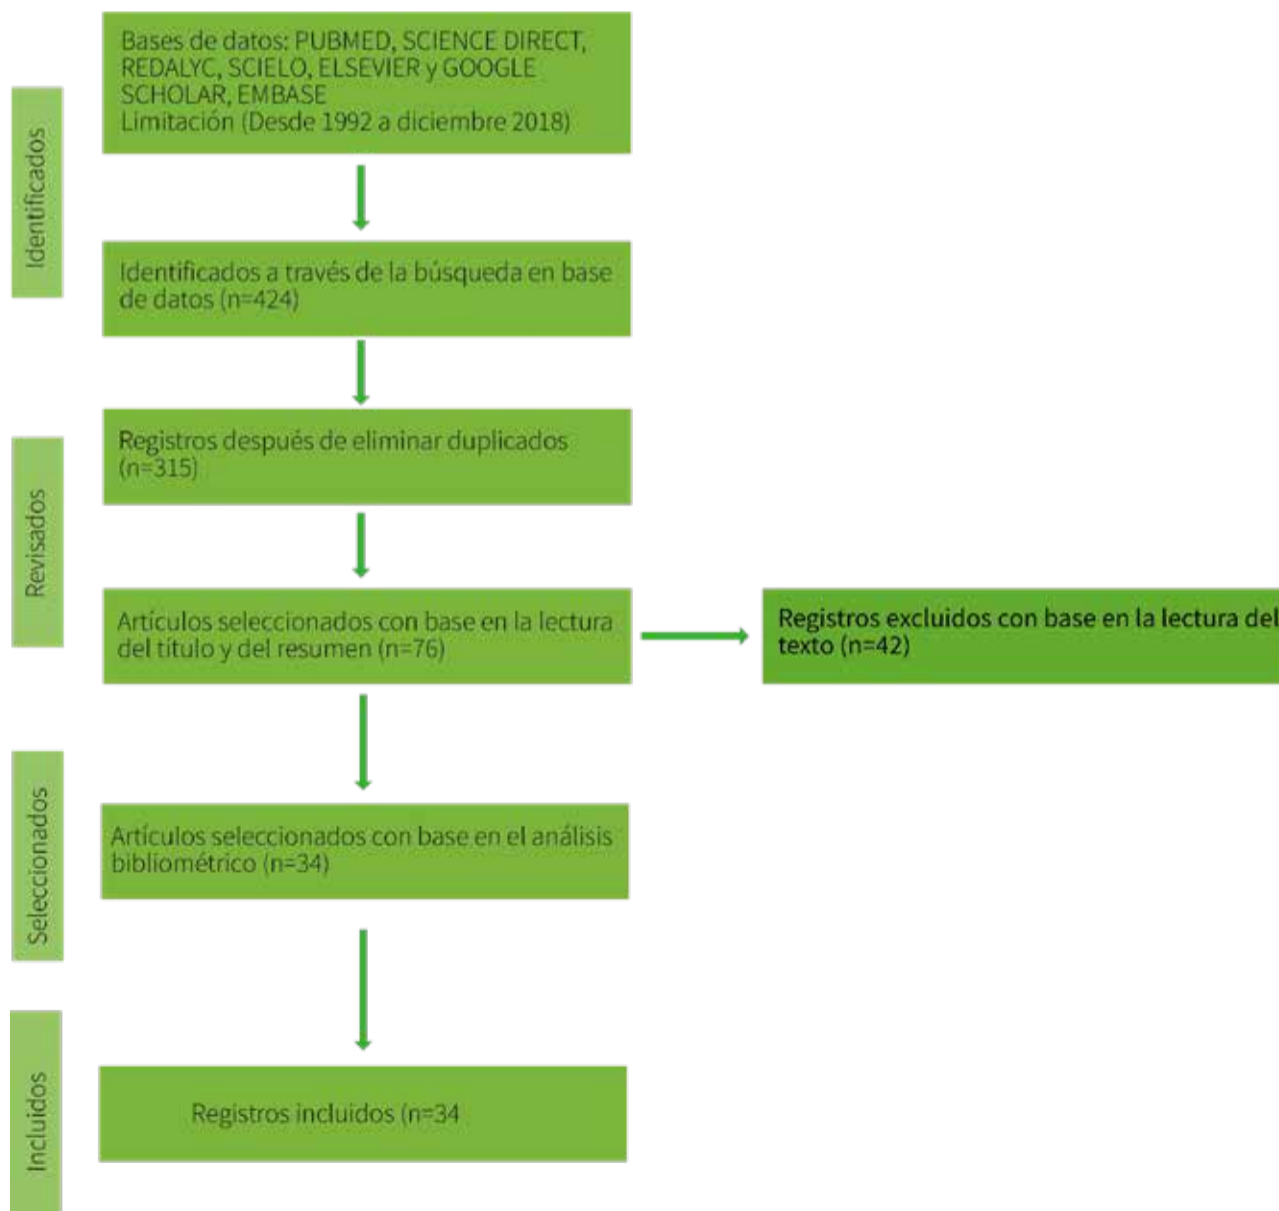 Identificados
Bases de datos: PUBMED, SCIENCE DIRECT,
REDALYC, SCIELO, ELSEVIER y GOOGLE
SCHOLAR, EMBASE
Limitación (Desde 1992 a diciembre 2018)
Identificados a través de la búsqueda en base
de datos (n=424)
Revisados
Registros después de eliminar duplicados
(n=315)
Artículos seleccionados con base en la lectura
del título y del resumen (n=76)
Registros excluidos con base en la lectura del
texto (n=42)
Seleccionados
Artículos seleccionados con base en el análisis
bibliométrico (n=34)
Incluidos
Registros incluidos (n=34